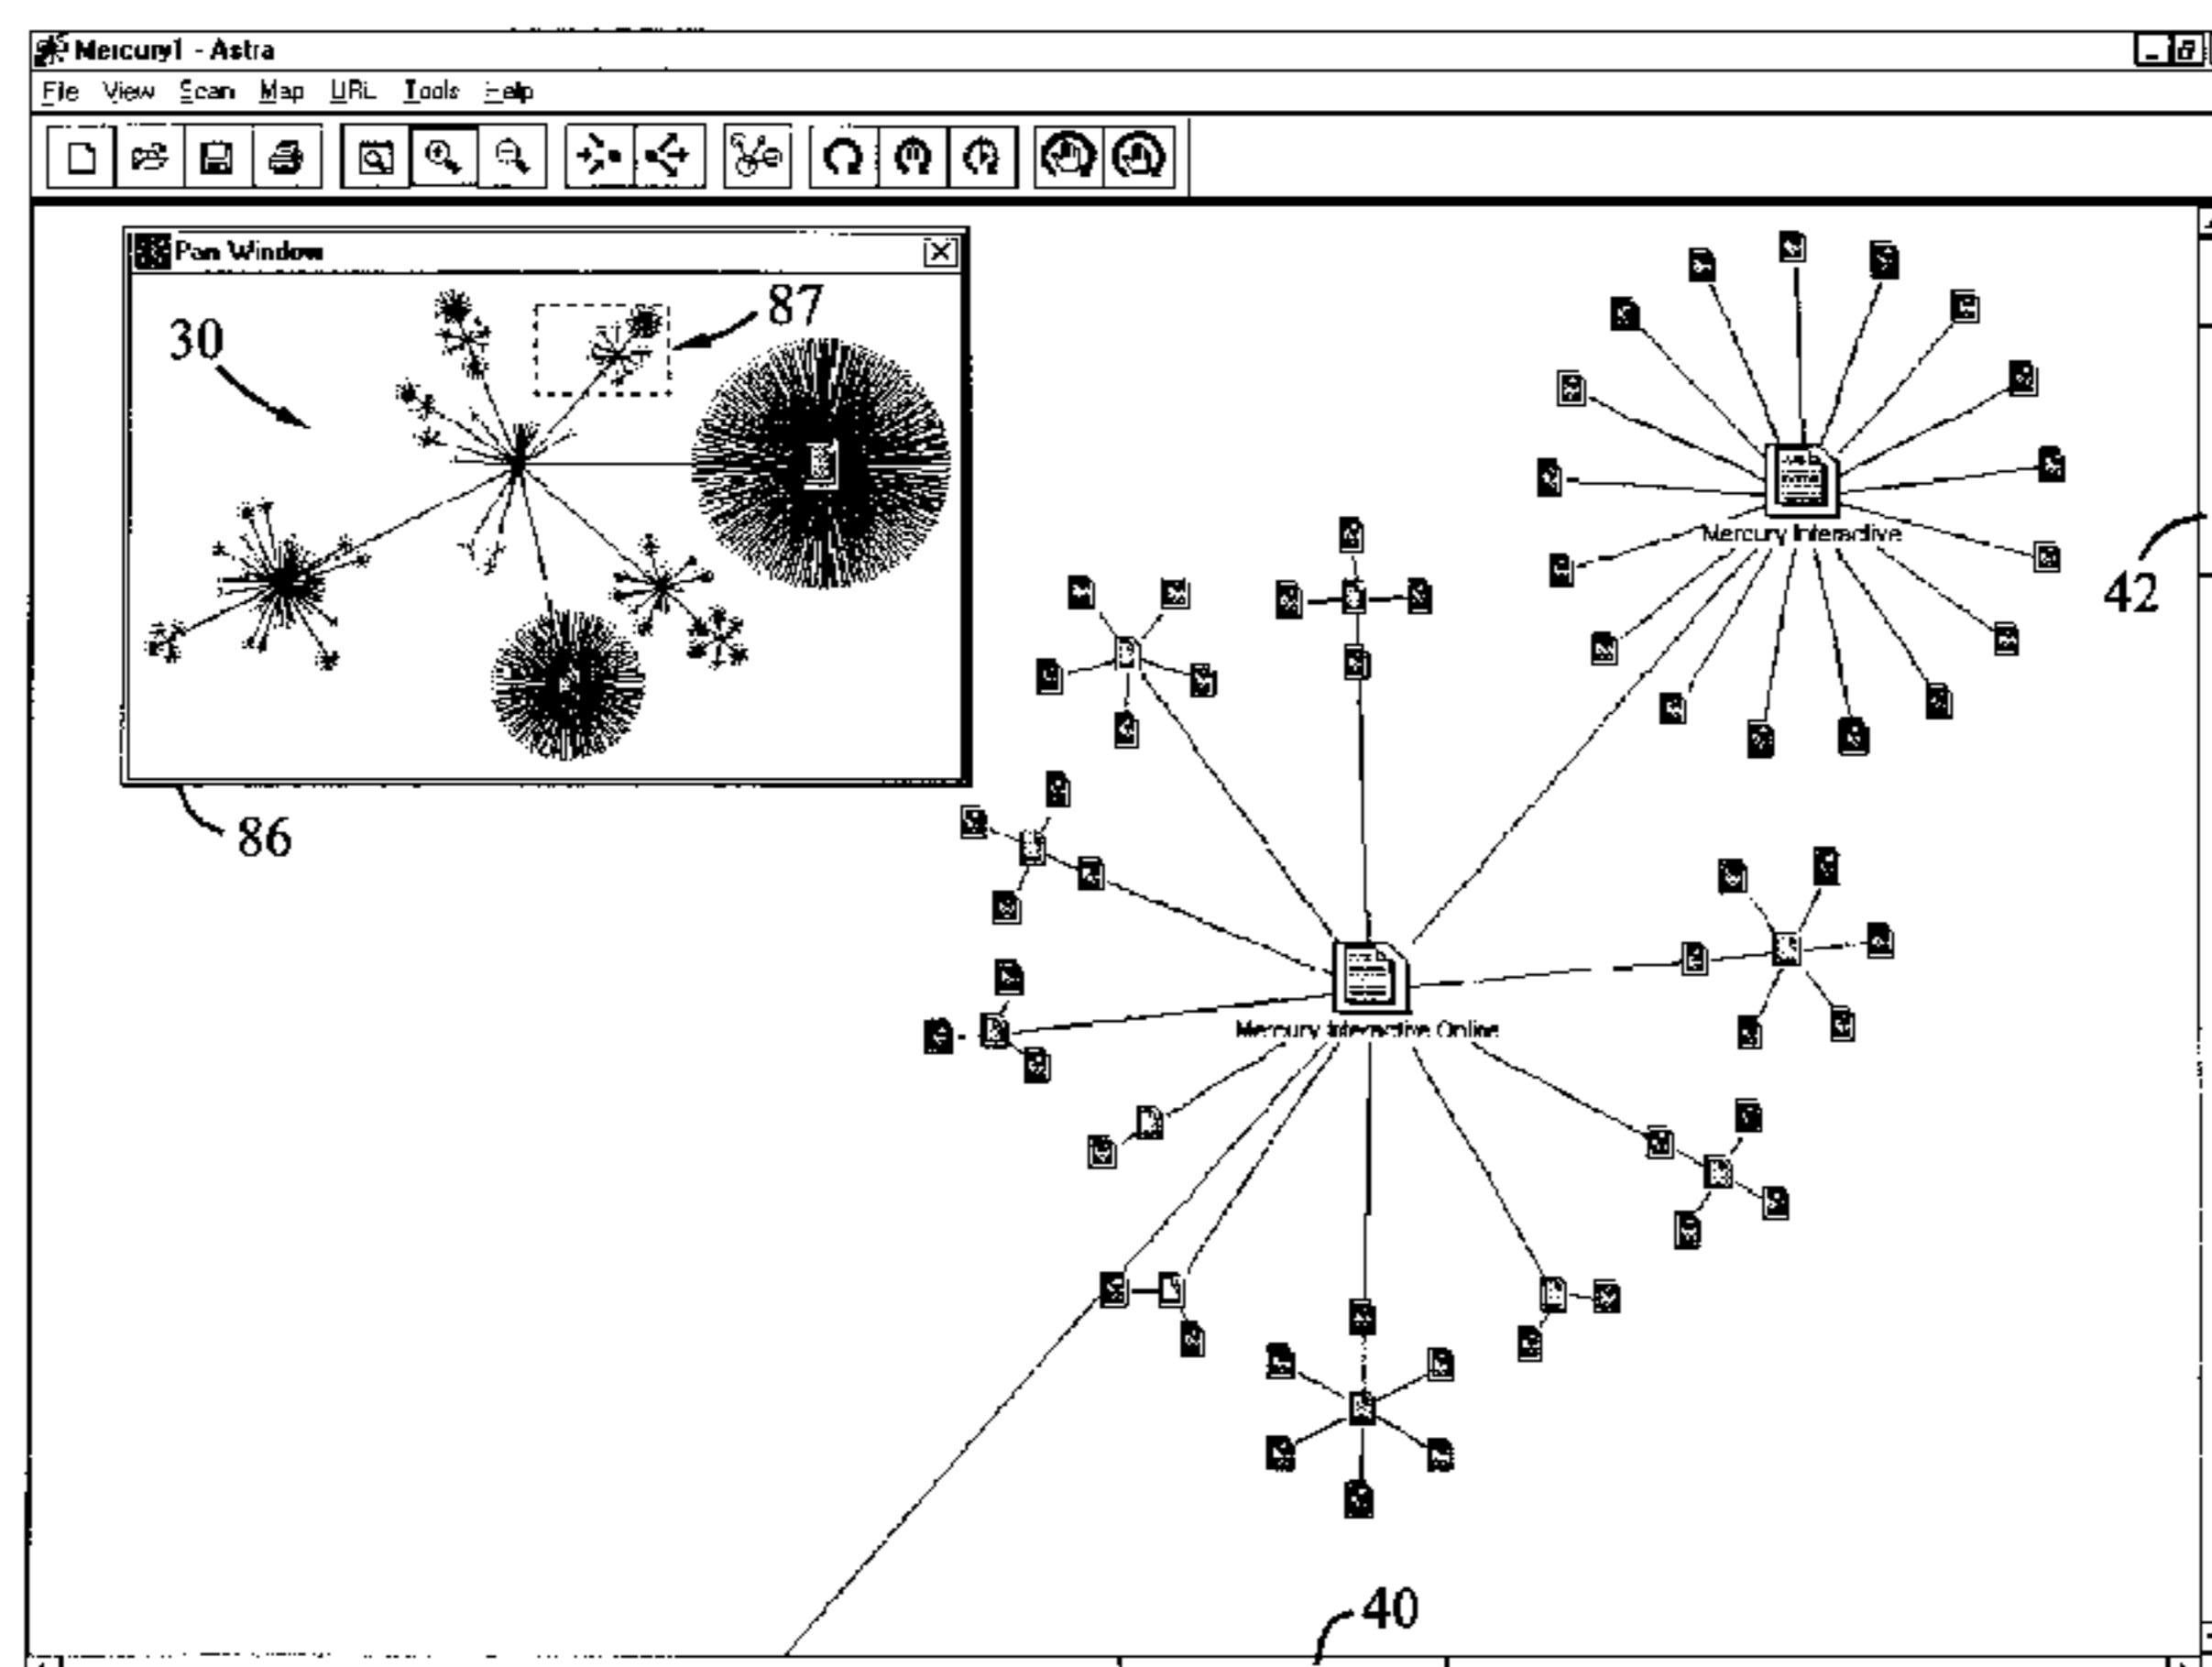 Mercury1 - Astra
File View Scan Map URL Tools Help
Pan Window
87
30
Mercury Interactive
42
86
Mercury Interactive Online
40